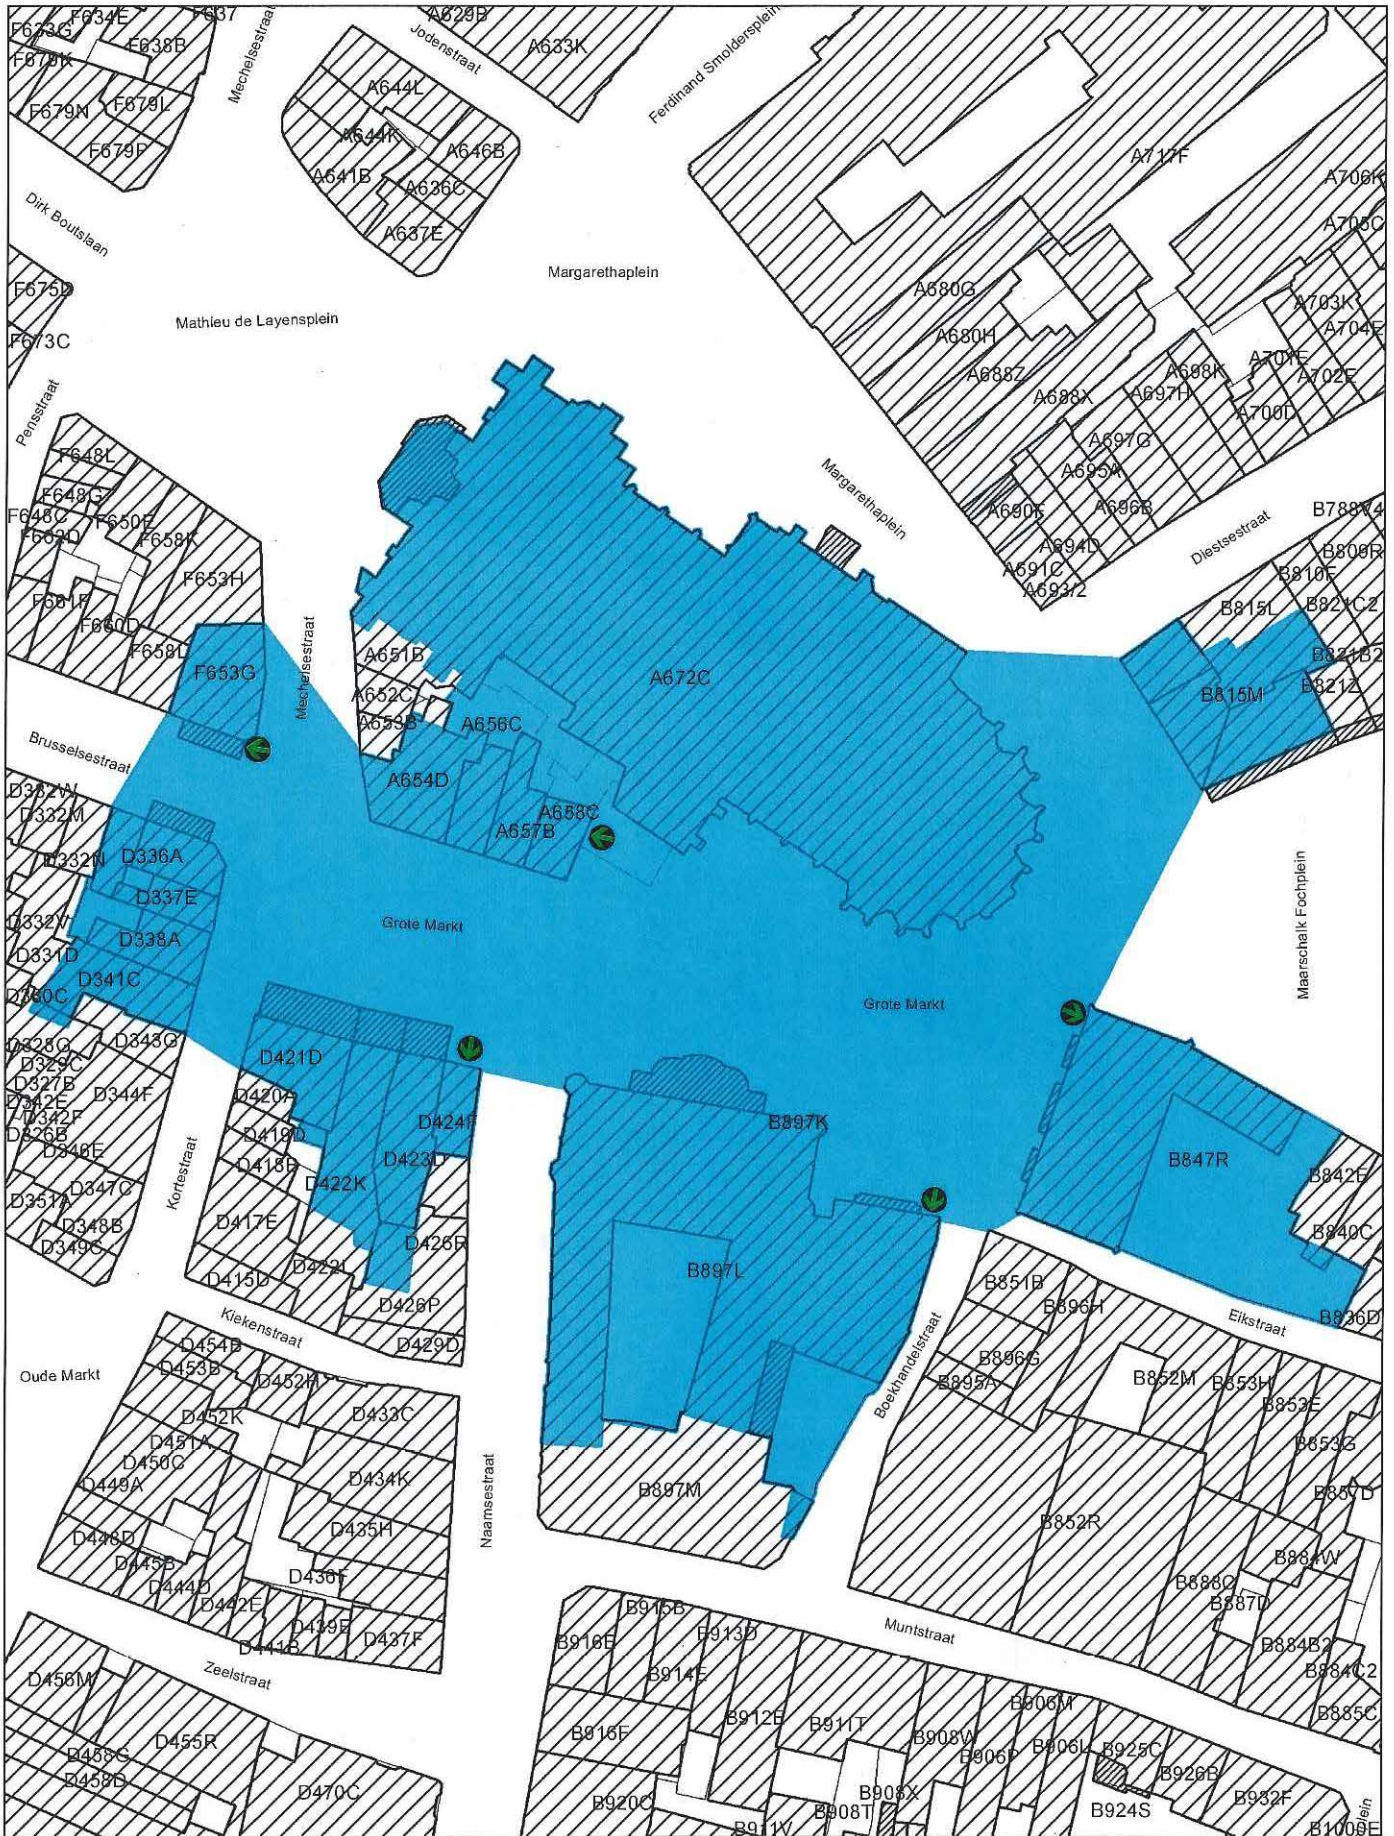 F633G
F634E
F637
F638B
F679K
F679N
F679L
F679P
Mechelsestraat
A629B
Jodenstraat
A633K
A644L
A644K
A646B
A641B
A636C
A637E
Ferdinand Smoldersplein
A717F
A706K
A705C
Dirk Boutslaan
F675D
F673C
Mathieu de Layensplein
Margarethaplein
A680G
A680H
A688Z
A688X
A703K
A704E
A701E
A702E
A698K
A697H
A700D
A697G
A695A
A696B
A690F
A694D
A691C
A693/2
Pensstraat
F648L
F648G
F648C
F650E
F662D
F658K
F653H
F661F
F660D
F658L
F653G
Mechelsestraat
A651B
A652C
A653B
A656C
A654D
A657B
A658C
A672C
Margarethaplein
Diestsestraat
B788V4
B809R
B810F
B815L
B821C2
B821B2
B821Z
B815M
Brusselsestraat
D332W
D332M
D332N
D336A
D337E
D332V
D338A
D331D
D341C
D330C
Grote Markt
Grote Markt
Maarschalk Fochplein
D328G
D329C
D327B
D342E
D342F
D326B
D343G
D344F
D346E
D347C
D351A
D348B
D349C
Kortestraat
D421D
D420A
D419D
D418F
D424F
D423D
D422K
D417E
D422L
D426R
D415D
D426P
D429D
B897K
B897L
B897M
B847R
B842E
B840C
B836D
Kiekenstraat
Oude Markt
D454B
D453B
D452H
D452K
D451A
D450C
D449A
D433C
D434K
D435H
D448D
D445B
D444D
D442E
D436F
D439E
D441B
D437F
Naamsestraat
Boekhandelstraat
Eikstraat
B851B
B896H
B896G
B895A
B852M
B853H
B853E
B853G
B857D
B852R
B884W
B888C
B887D
B884B2
B884C2
B885C
Muntstraat
Zeelstraat
D456M
D455R
D458G
D458D
D470C
B915B
B916E
B913D
B914E
B916F
B912E
B911T
B920C
B911V
B908W
B908X
B908T
B906M
B906P
B906L
B925C
B926B
B924S
B932F
B1000E
plein